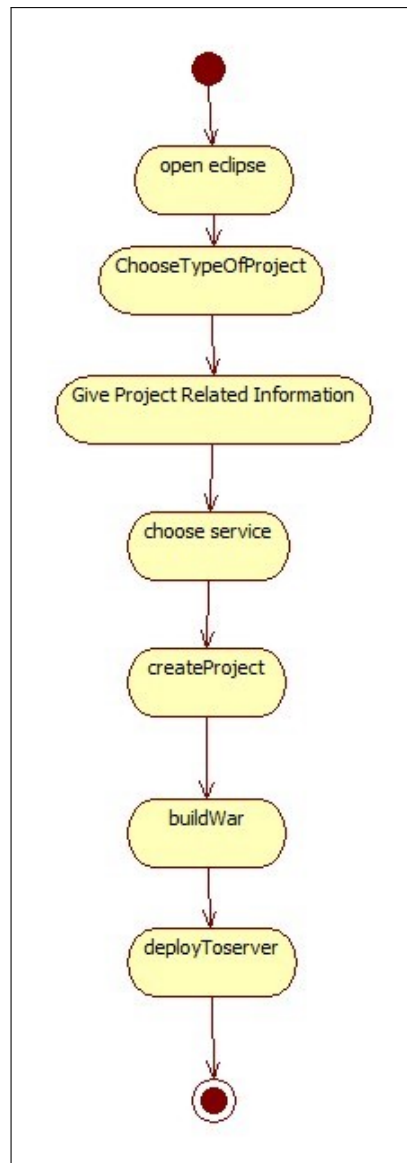 open eclipse
ChooseTypeOfProject
Give Project Related Information
choose service
createProject
buildWar
deployToserver